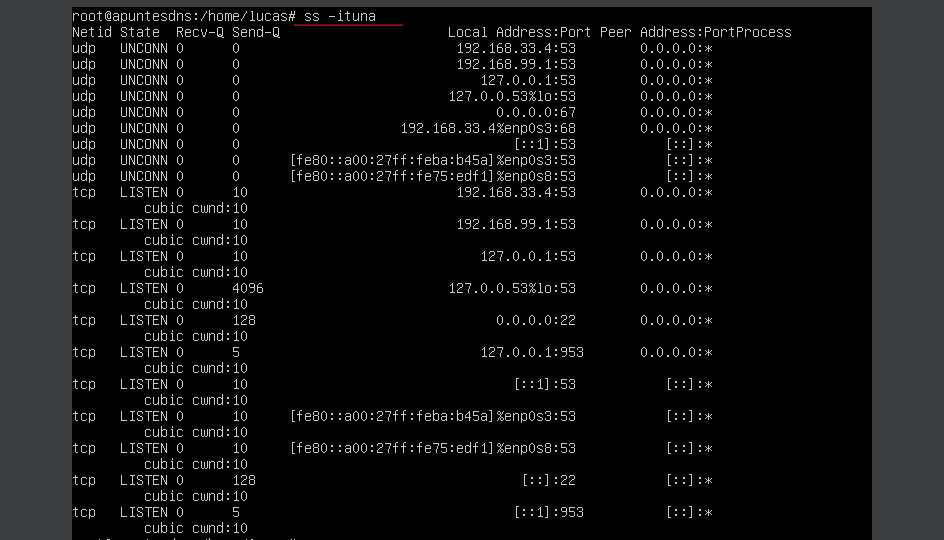 root@apuntesdns:/home/lucas# ss -ituna
Netid State Recv-Q Send-Q Local Address:Port Peer Address:PortProcess
udp UNCONN 0 0 192.168.33.4:53 0.0.0.0:*
udp UNCONN 0 0 192.168.99.1:53 0.0.0.0:*
udp UNCONN 0 0 127.0.0.1:53 0.0.0.0:*
udp UNCONN 0 0 127.0.0.53%lo:53 0.0.0.0:*
udp UNCONN 0 0 0.0.0.0:67 0.0.0.0:*
udp UNCONN 0 0 192.168.33.4%enp0s3:68 0.0.0.0:*
udp UNCONN 0 0 [::1]:53 [::]:*
udp UNCONN 0 0 [fe80::a00:27ff:feba:b45a]%enp0s3:53 [::]:*
udp UNCONN 0 0 [fe80::a00:27ff:fe75:edf1]%enp0s8:53 [::]:*
tcp LISTEN 0 10 192.168.33.4:53 0.0.0.0:*
cubic cwnd:10
tcp LISTEN 0 10 192.168.99.1:53 0.0.0.0:*
cubic cwnd:10
tcp LISTEN 0 10 127.0.0.1:53 0.0.0.0:*
cubic cwnd:10
tcp LISTEN 0 4096 127.0.0.53%lo:53 0.0.0.0:*
cubic cwnd:10
tcp LISTEN 0 128 0.0.0.0:22 0.0.0.0:*
cubic cwnd:10
tcp LISTEN 0 5 127.0.0.1:953 0.0.0.0:*
cubic cwnd:10
tcp LISTEN 0 10 [::1]:53 [::]:*
cubic cwnd:10
tcp LISTEN 0 10 [fe80::a00:27ff:feba:b45a]%enp0s3:53 [::]:*
cubic cwnd:10
tcp LISTEN 0 10 [fe80::a00:27ff:fe75:edf1]%enp0s8:53 [::]:*
cubic cwnd:10
tcp LISTEN 0 128 [::]:22 [::]:*
cubic cwnd:10
tcp LISTEN 0 5 [::1]:953 [::]:*
cubic cwnd:10